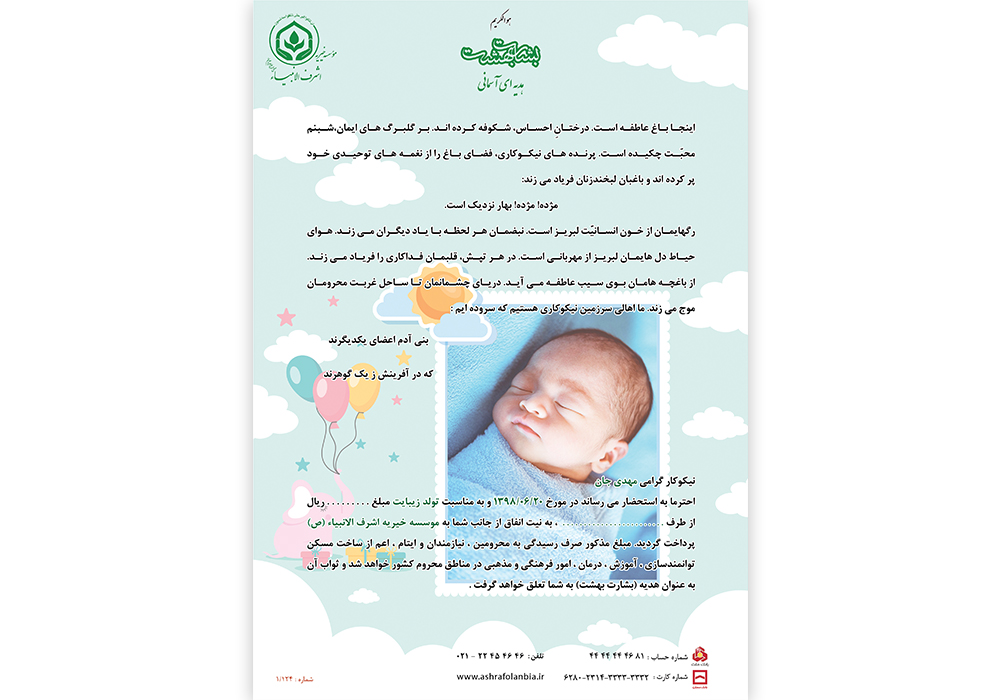 هوالکریم
موسسه خیریه
اشرف الانبیاء
بشارت بهشت
هدیه ای آسمانی
اینجا باغ عاطفه است. درختانِ احساس، شکوفه کرده اند. بر گلبرگ های ایمان،شبنم
محبّت چکیده است. پرنده های نیکوکاری، فضای باغ را از نغمه های توحیدی خود
پر کرده اند و باغبان لبخندزنان فریاد می زند:
مژده! مژده! بهار نزدیک است.
رگهایمان از خون انسانیّت لبریز است. نبضمان هر لحظه با یاد دیگران می زند. هوای
حیاط دل هایمان لبریز از مهربانی است. در هر تپش، قلبمان فداکاری را فریاد می زند.
از باغچه هامان بوی سیب عاطفه می آید. دریای چشمانمان تا ساحل غربت محرومان
موج می زند. ما اهالی سرزمین نیکوکاری هستیم که سروده ایم :
بنی آدم اعضای یکدیگرند
که در آفرینش ز یک گوهرند
نیکوکار گرامی مهدی جان
احترما به استحضار می رساند در مورخ ۱۳۹۸/۰۶/۲۰ و به مناسبت تولد زیبایت مبلغ ......... ریال
از طرف ........................ ، به نیت انفاق از جانب شما به موسسه خیریه اشرف الانبیاء (ص)
پرداخت گردید. مبلغ مذکور صرف رسیدگی به محرومین ، نیازمندان و ایتام ، اعم از ساخت مسکن
توانمندسازی ، آموزش ، درمان ، امور فرهنگی و مذهبی در مناطق محروم کشور خواهد شد و ثواب آن
به عنوان هدیه (بشارت بهشت) به شما تعلق خواهد گرفت .
شماره حساب : ۸۱ ۴۶ ۴۴ ۴۴ ۴۴
تلفن: ۴۶ ۴۶ ۴۵ ۲۲ - ۰۲۱
شماره کارت : ۳۳۳۲-۳۳۳۳-۲۳۱۴-۶۲۸۰
www.ashrafolanbia.ir
شماره : ۱/۱۲۴